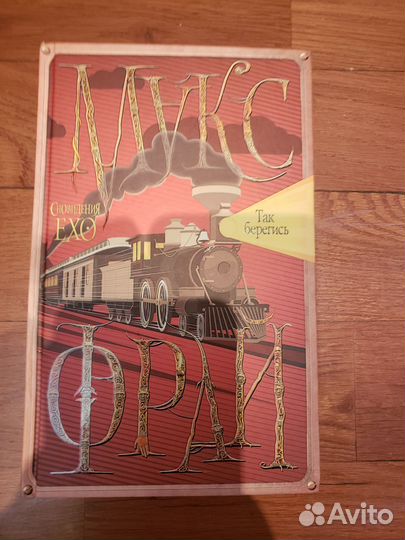 МАКС
Сновидения
ЕХО
Так
берегись
ФРАЙ
Avito